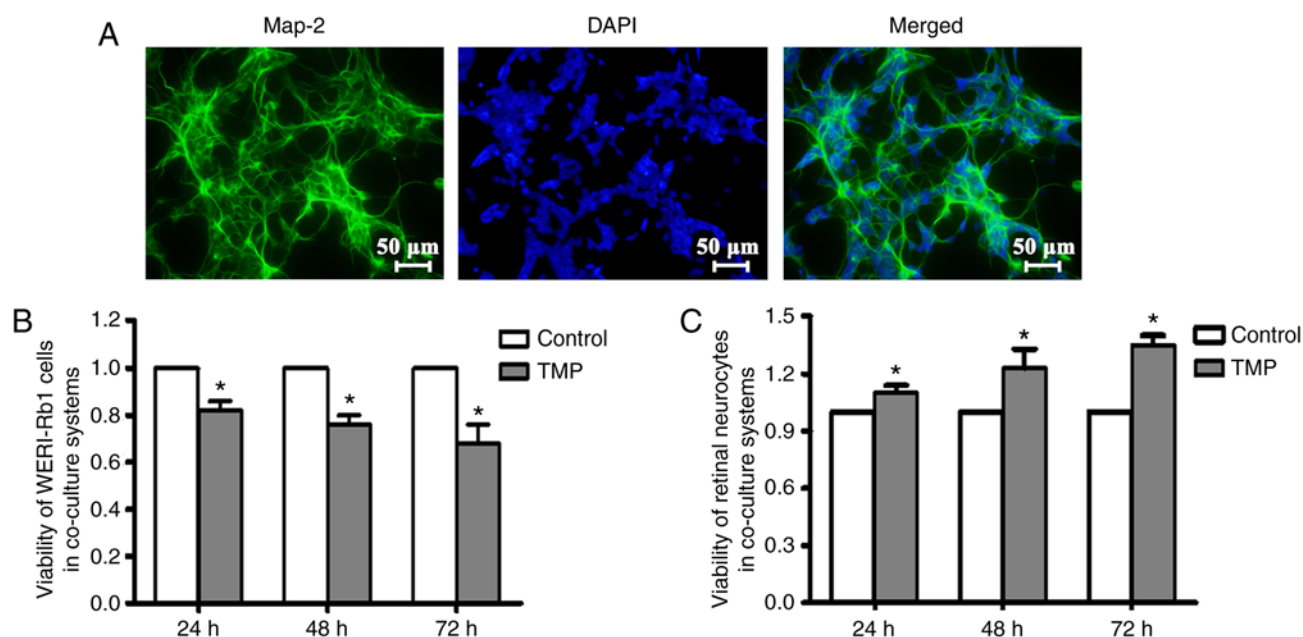 A
Map-2
DAPI
Merged
50 µm
50 µm
50 µm
B
Viability of WERI-Rb1 cells
in co-culture systems
1.2
1.0
0.8
0.6
0.4
0.2
0.0
*
*
*
24 h
48 h
72 h
Control
TMP
C
Viability of retinal neurocytes
in co-culture systems
1.5
1.2
0.9
0.6
0.3
0.0
*
*
*
24 h
48 h
72 h
Control
TMP